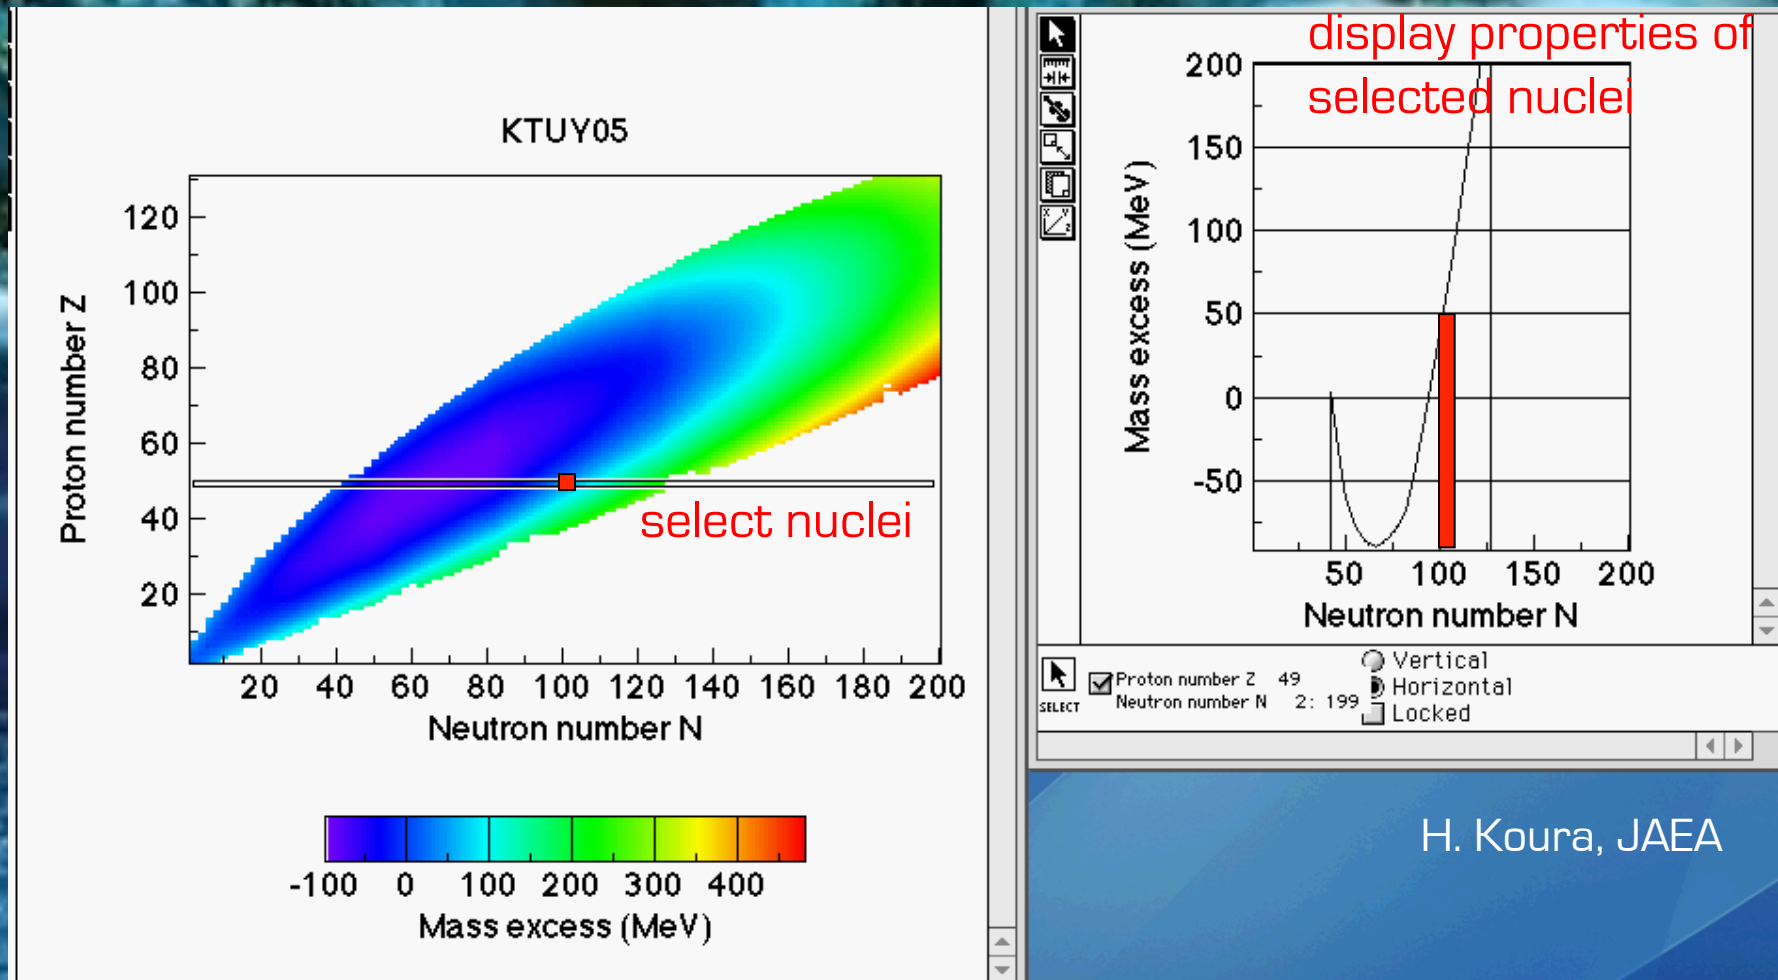 KTUY05
120
100
80
60
40
20
Proton number Z
20 40 60 80 100 120 140 160 180 200
Neutron number N
select nuclei
-100 0 100 200 300 400
Mass excess (MeV)
display properties of
selected nuclei
200
150
100
50
0
-50
Mass excess (MeV)
50 100 150 200
Neutron number N
SELECT
Proton number Z 49
Neutron number N 2: 199
Vertical
Horizontal
Locked
H. Koura, JAEA